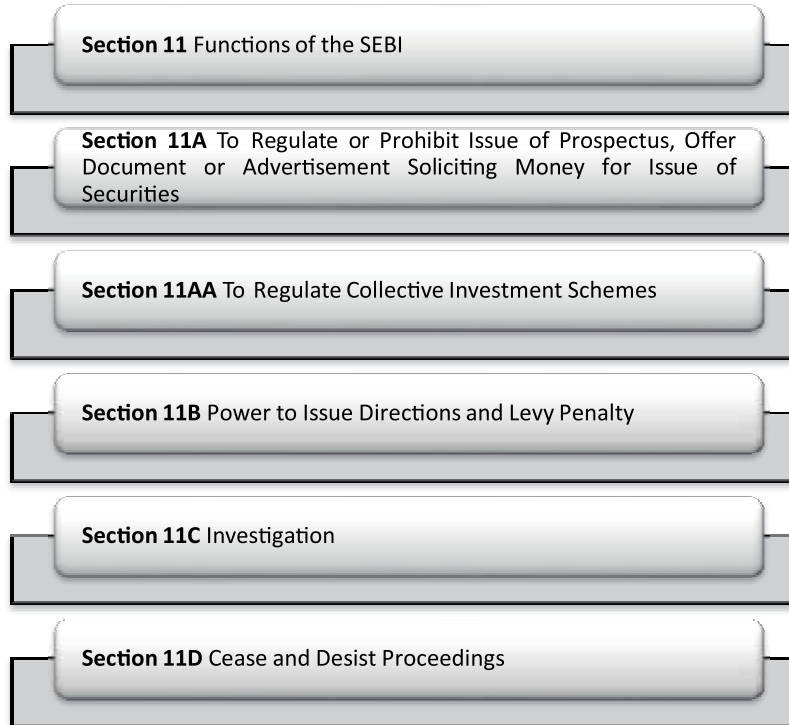 Section 11 Functions of the SEBI
Section 11A To Regulate or Prohibit Issue of Prospectus, Offer
Document or Advertisement Soliciting Money for Issue of
Securities
Section 11AA To Regulate Collective Investment Schemes
Section 11B Power to Issue Directions and Levy Penalty
Section 11C Investigation
Section 11D Cease and Desist Proceedings